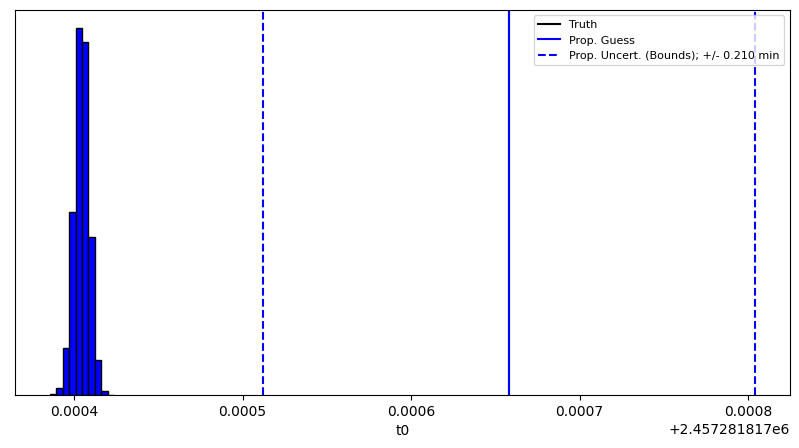 Truth
Prop. Guess
Prop. Uncert. (Bounds); +/- 0.210 min
0.0004 0.0005 0.0006 0.0007 0.0008
t0
+2.457281817e6